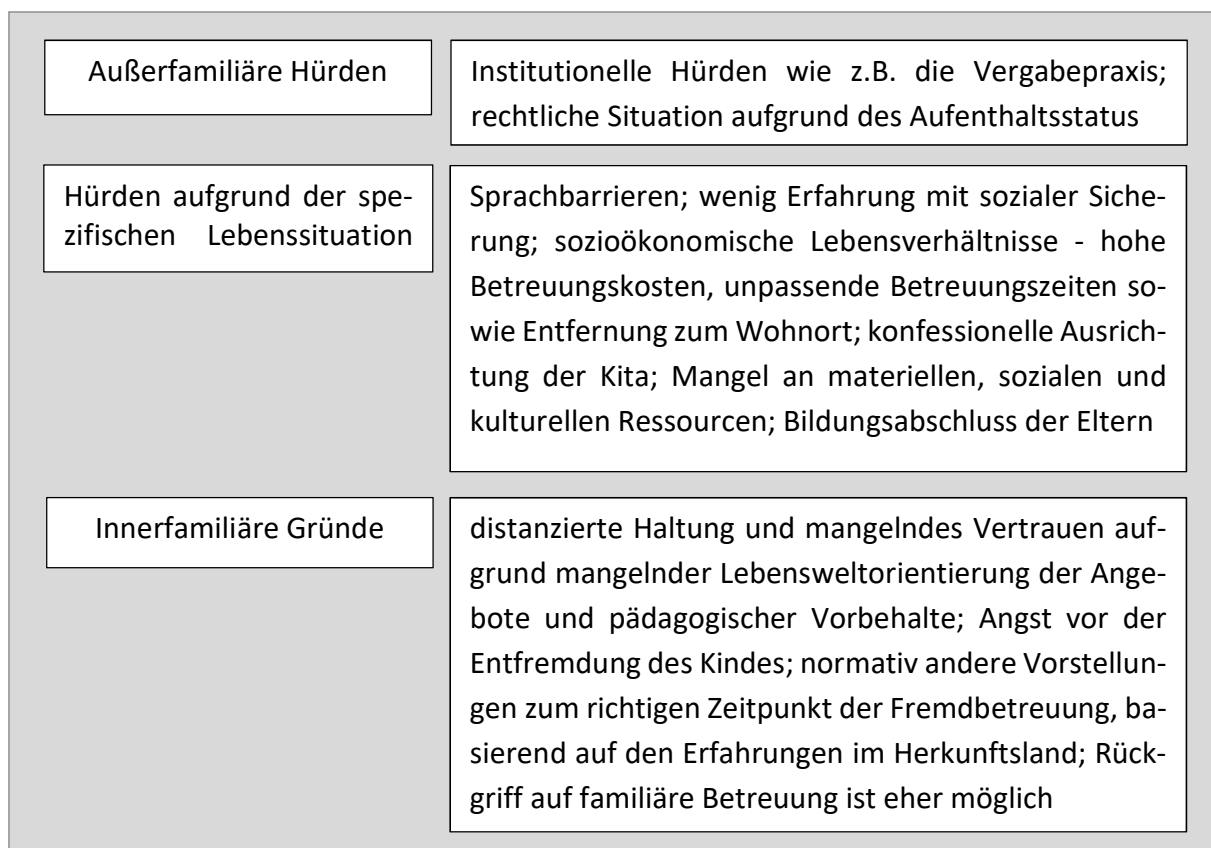 Außerfamiliäre Hürden
Institutionelle Hürden wie z.B. die Vergabepraxis;
rechtliche Situation aufgrund des Aufenthaltsstatus
Hürden aufgrund der spe-
zifischen Lebenssituation
Sprachbarrieren; wenig Erfahrung mit sozialer Siche-
rung; sozioökonomische Lebensverhältnisse - hohe
Betreuungskosten, unpassende Betreuungszeiten so-
wie Entfernung zum Wohnort; konfessionelle Ausrich-
tung der Kita; Mangel an materiellen, sozialen und
kulturellen Ressourcen; Bildungsabschluss der Eltern
Innerfamiliäre Gründe
distanzierte Haltung und mangelndes Vertrauen auf-
grund mangelnder Lebensweltorientierung der Ange-
bote und pädagogischer Vorbehalte; Angst vor der
Entfremdung des Kindes; normativ andere Vorstellun-
gen zum richtigen Zeitpunkt der Fremdbetreuung, ba-
sierend auf den Erfahrungen im Herkunftsland; Rück-
griff auf familiäre Betreuung ist eher möglich